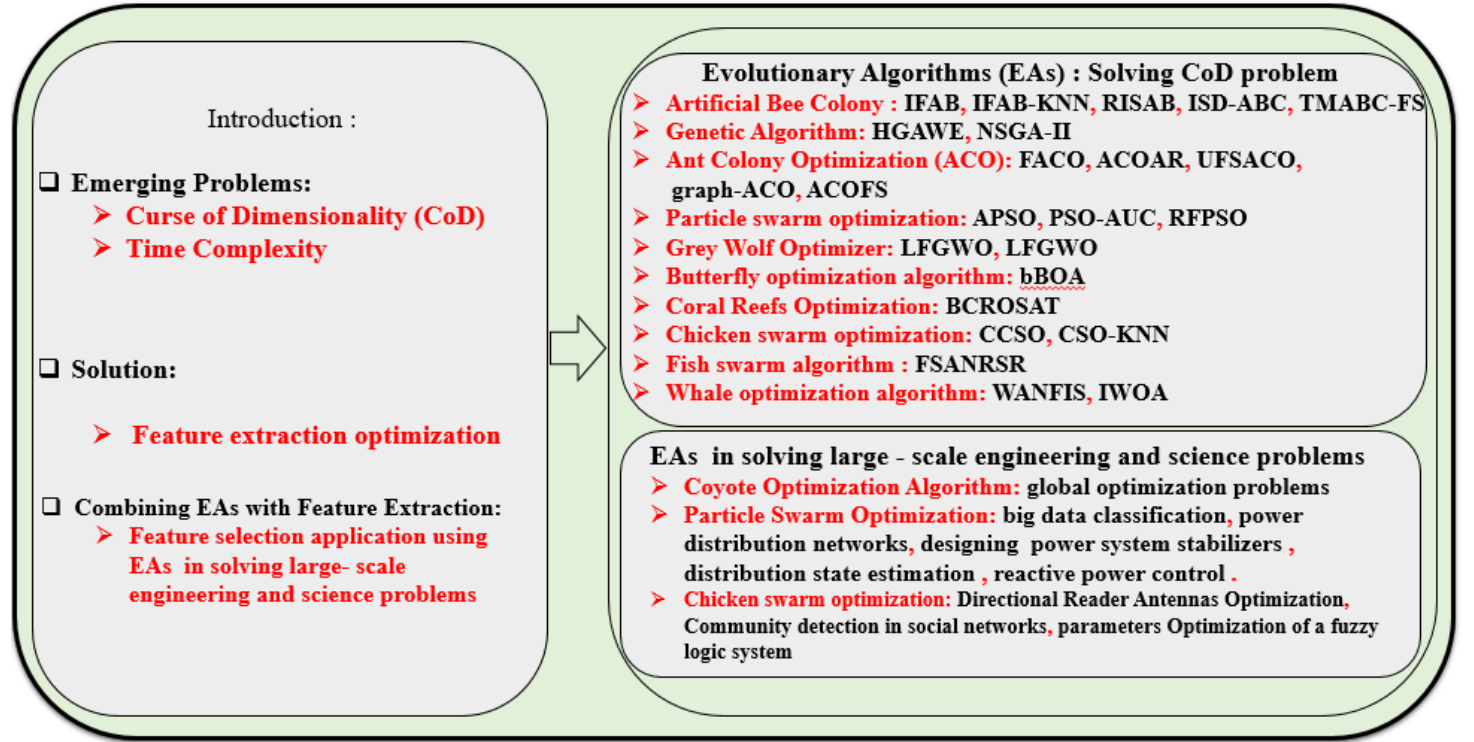 Introduction :
❑ Emerging Problems:
➢ Curse of Dimensionality (CoD)
➢ Time Complexity
❑ Solution:
➢ Feature extraction optimization
❑ Combining EAs with Feature Extraction:
➢ Feature selection application using
EAs in solving large- scale
engineering and science problems
Evolutionary Algorithms (EAs) : Solving CoD problem
➢ Artificial Bee Colony : IFAB, IFAB-KNN, RISAB, ISD-ABC, TMABC-FS
➢ Genetic Algorithm: HGAWE, NSGA-II
➢ Ant Colony Optimization (ACO): FACO, ACOAR, UFSACO,
graph-ACO, ACOFS
➢ Particle swarm optimization: APSO, PSO-AUC, RFPSO
➢ Grey Wolf Optimizer: LFGWO, LFGWO
➢ Butterfly optimization algorithm: bBOA
➢ Coral Reefs Optimization: BCROSAT
➢ Chicken swarm optimization: CCSO, CSO-KNN
➢ Fish swarm algorithm : FSANRSR
➢ Whale optimization algorithm: WANFIS, IWOA
EAs in solving large - scale engineering and science problems
➢ Coyote Optimization Algorithm: global optimization problems
➢ Particle Swarm Optimization: big data classification, power
distribution networks, designing power system stabilizers ,
distribution state estimation , reactive power control .
➢ Chicken swarm optimization: Directional Reader Antennas Optimization,
Community detection in social networks, parameters Optimization of a fuzzy
logic system